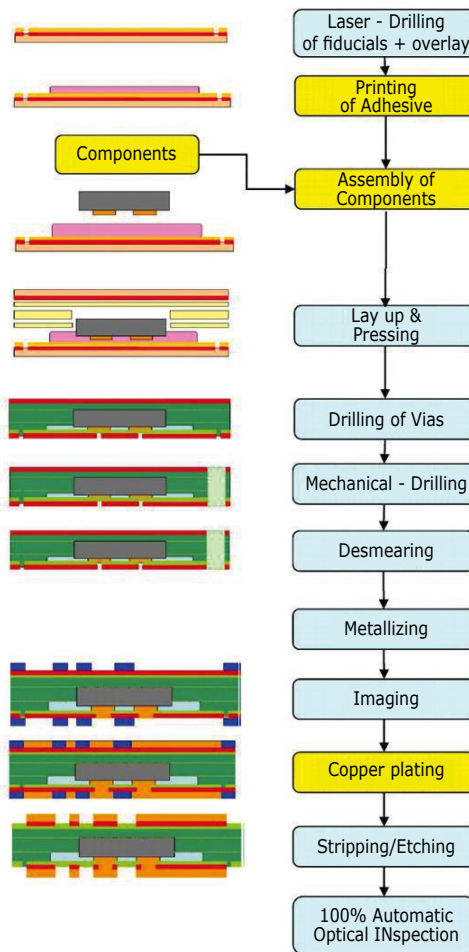 Laser - Drilling
of fiducials + overlay
Printing
of Adhesive
Components
Assembly of
Components
Lay up &
Pressing
Drilling of Vias
Mechanical - Drilling
Desmearing
Metallizing
Imaging
Copper plating
Stripping/Etching
100% Automatic
Optical INspection